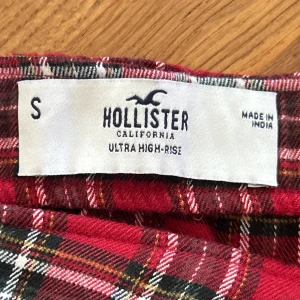 S
HOLLISTER
CALIFORNIA
ULTRA HIGH-RISE
MADE IN
INDIA